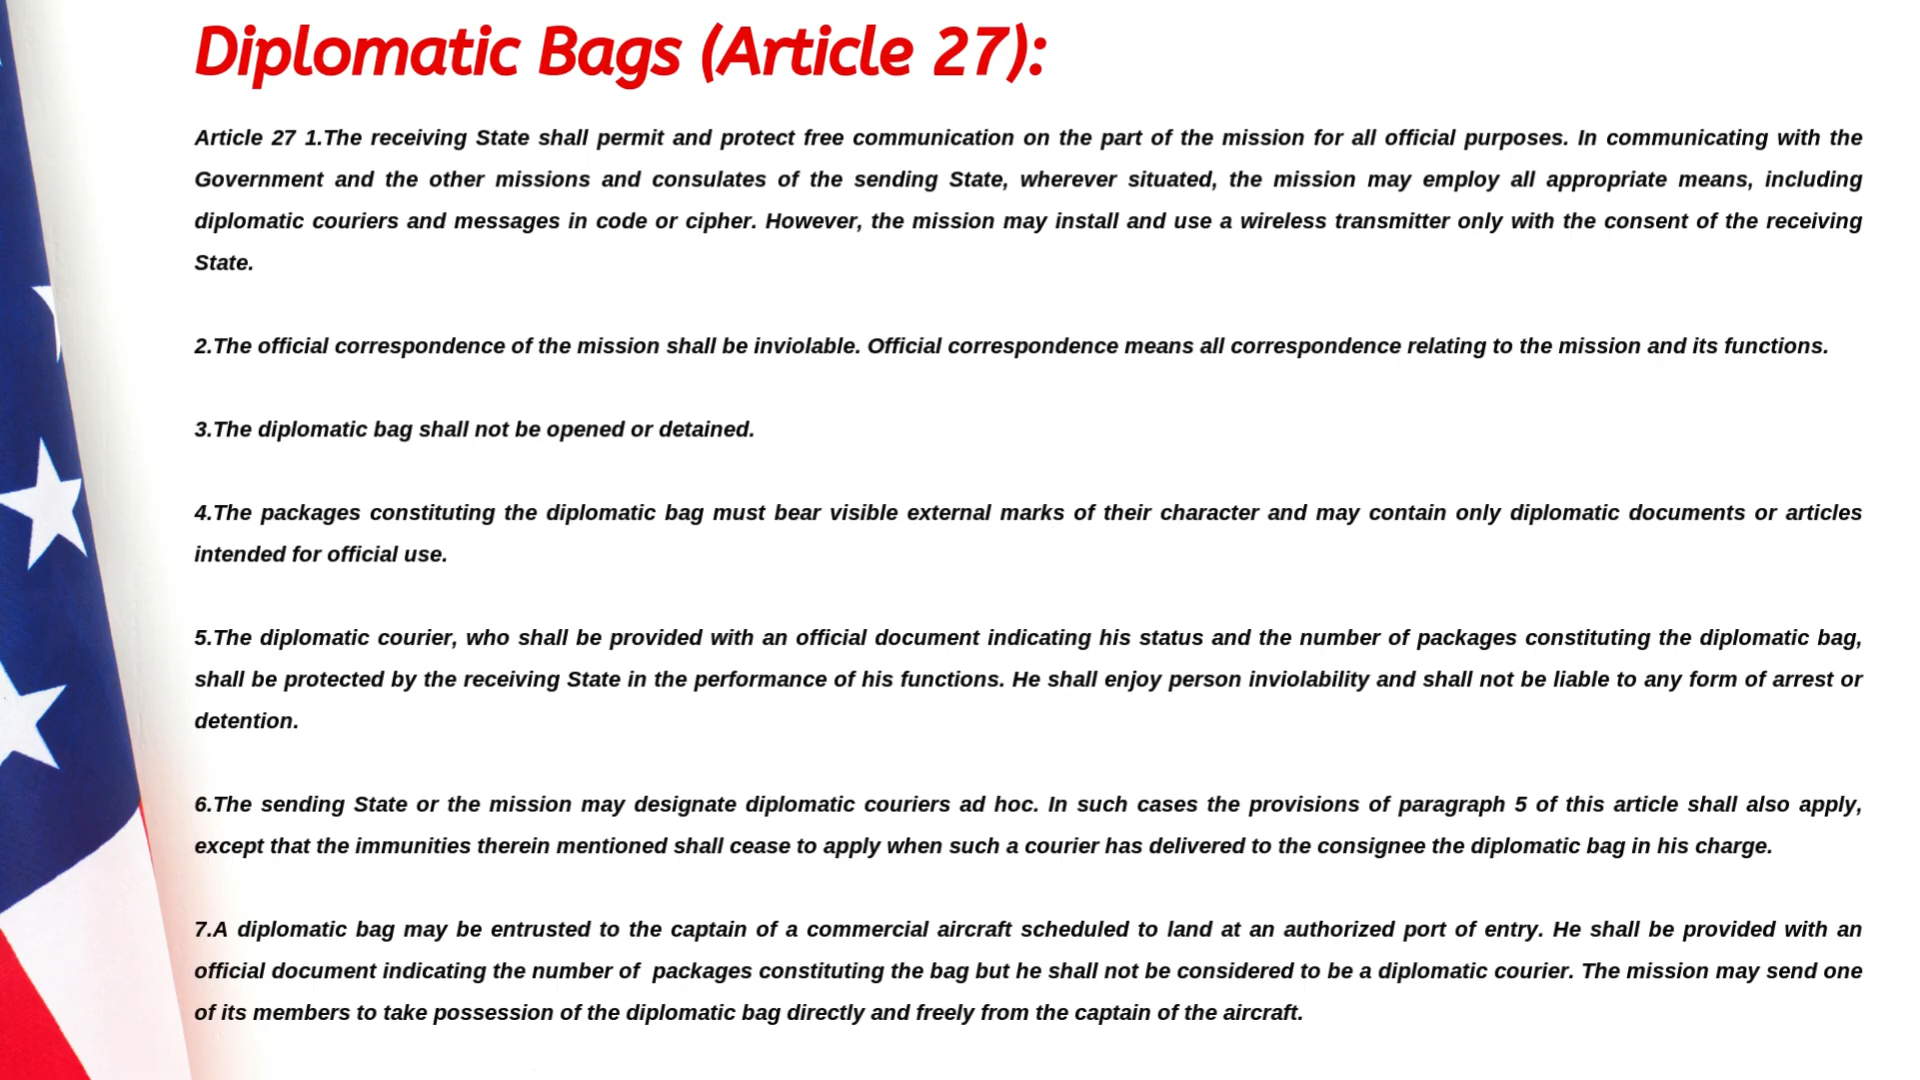 Diplomatic Bags (Article 27):
Article 27 1.The receiving State shall permit and protect free communication on the part of the mission for all official purposes. In communicating with the
Government and the other missions and consulates of the sending State, wherever situated, the mission may employ all appropriate means, including
diplomatic couriers and messages in code or cipher. However, the mission may install and use a wireless transmitter only with the consent of the receiving
State.
2.The official correspondence of the mission shall be inviolable. Official correspondence means all correspondence relating to the mission and its functions.
3.The diplomatic bag shall not be opened or detained.
4.The packages constituting the diplomatic bag must bear visible external marks of their character and may contain only diplomatic documents or articles
intended for official use.
5.The diplomatic courier, who shall be provided with an official document indicating his status and the number of packages constituting the diplomatic bag,
shall be protected by the receiving State in the performance of his functions. He shall enjoy person inviolability and shall not be liable to any form of arrest or
detention.
6.The sending State or the mission may designate diplomatic couriers ad hoc. In such cases the provisions of paragraph 5 of this article shall also apply,
except that the immunities therein mentioned shall cease to apply when such a courier has delivered to the consignee the diplomatic bag in his charge.
7.A diplomatic bag may be entrusted to the captain of a commercial aircraft scheduled to land at an authorized port of entry. He shall be provided with an
official document indicating the number of packages constituting the bag but he shall not be considered to be a diplomatic courier. The mission may send one
of its members to take possession of the diplomatic bag directly and freely from the captain of the aircraft.